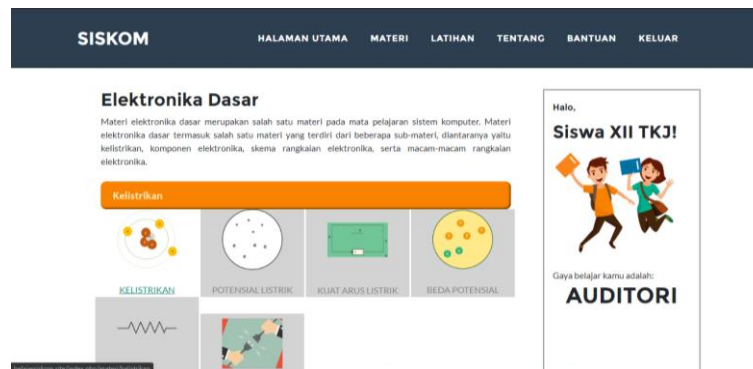 SISKOM
HALAMAN UTAMA MATERI LATIHAN TENTANG BANTUAN KELUAR
Elektronika Dasar
Materi elektronika dasar merupakan salah satu materi pada mata pelajaran sistem komputer. Materi
elektronika dasar termasuk salah satu materi yang terdiri dari beberapa sub-materi, diantaranya yaitu
kelistrikan, komponen elektronika, skema rangkaian elektronika, serta macam-macam rangkaian
elektronika.
Kelistrikan
KELISTRIKAN POTENSIAL LISTRIK KUAT ARUS LISTRIK BEDA POTENSIAL
Halo,
Siswa XII TKJ!
Gaya belajar kamu adalah:
AUDITORI